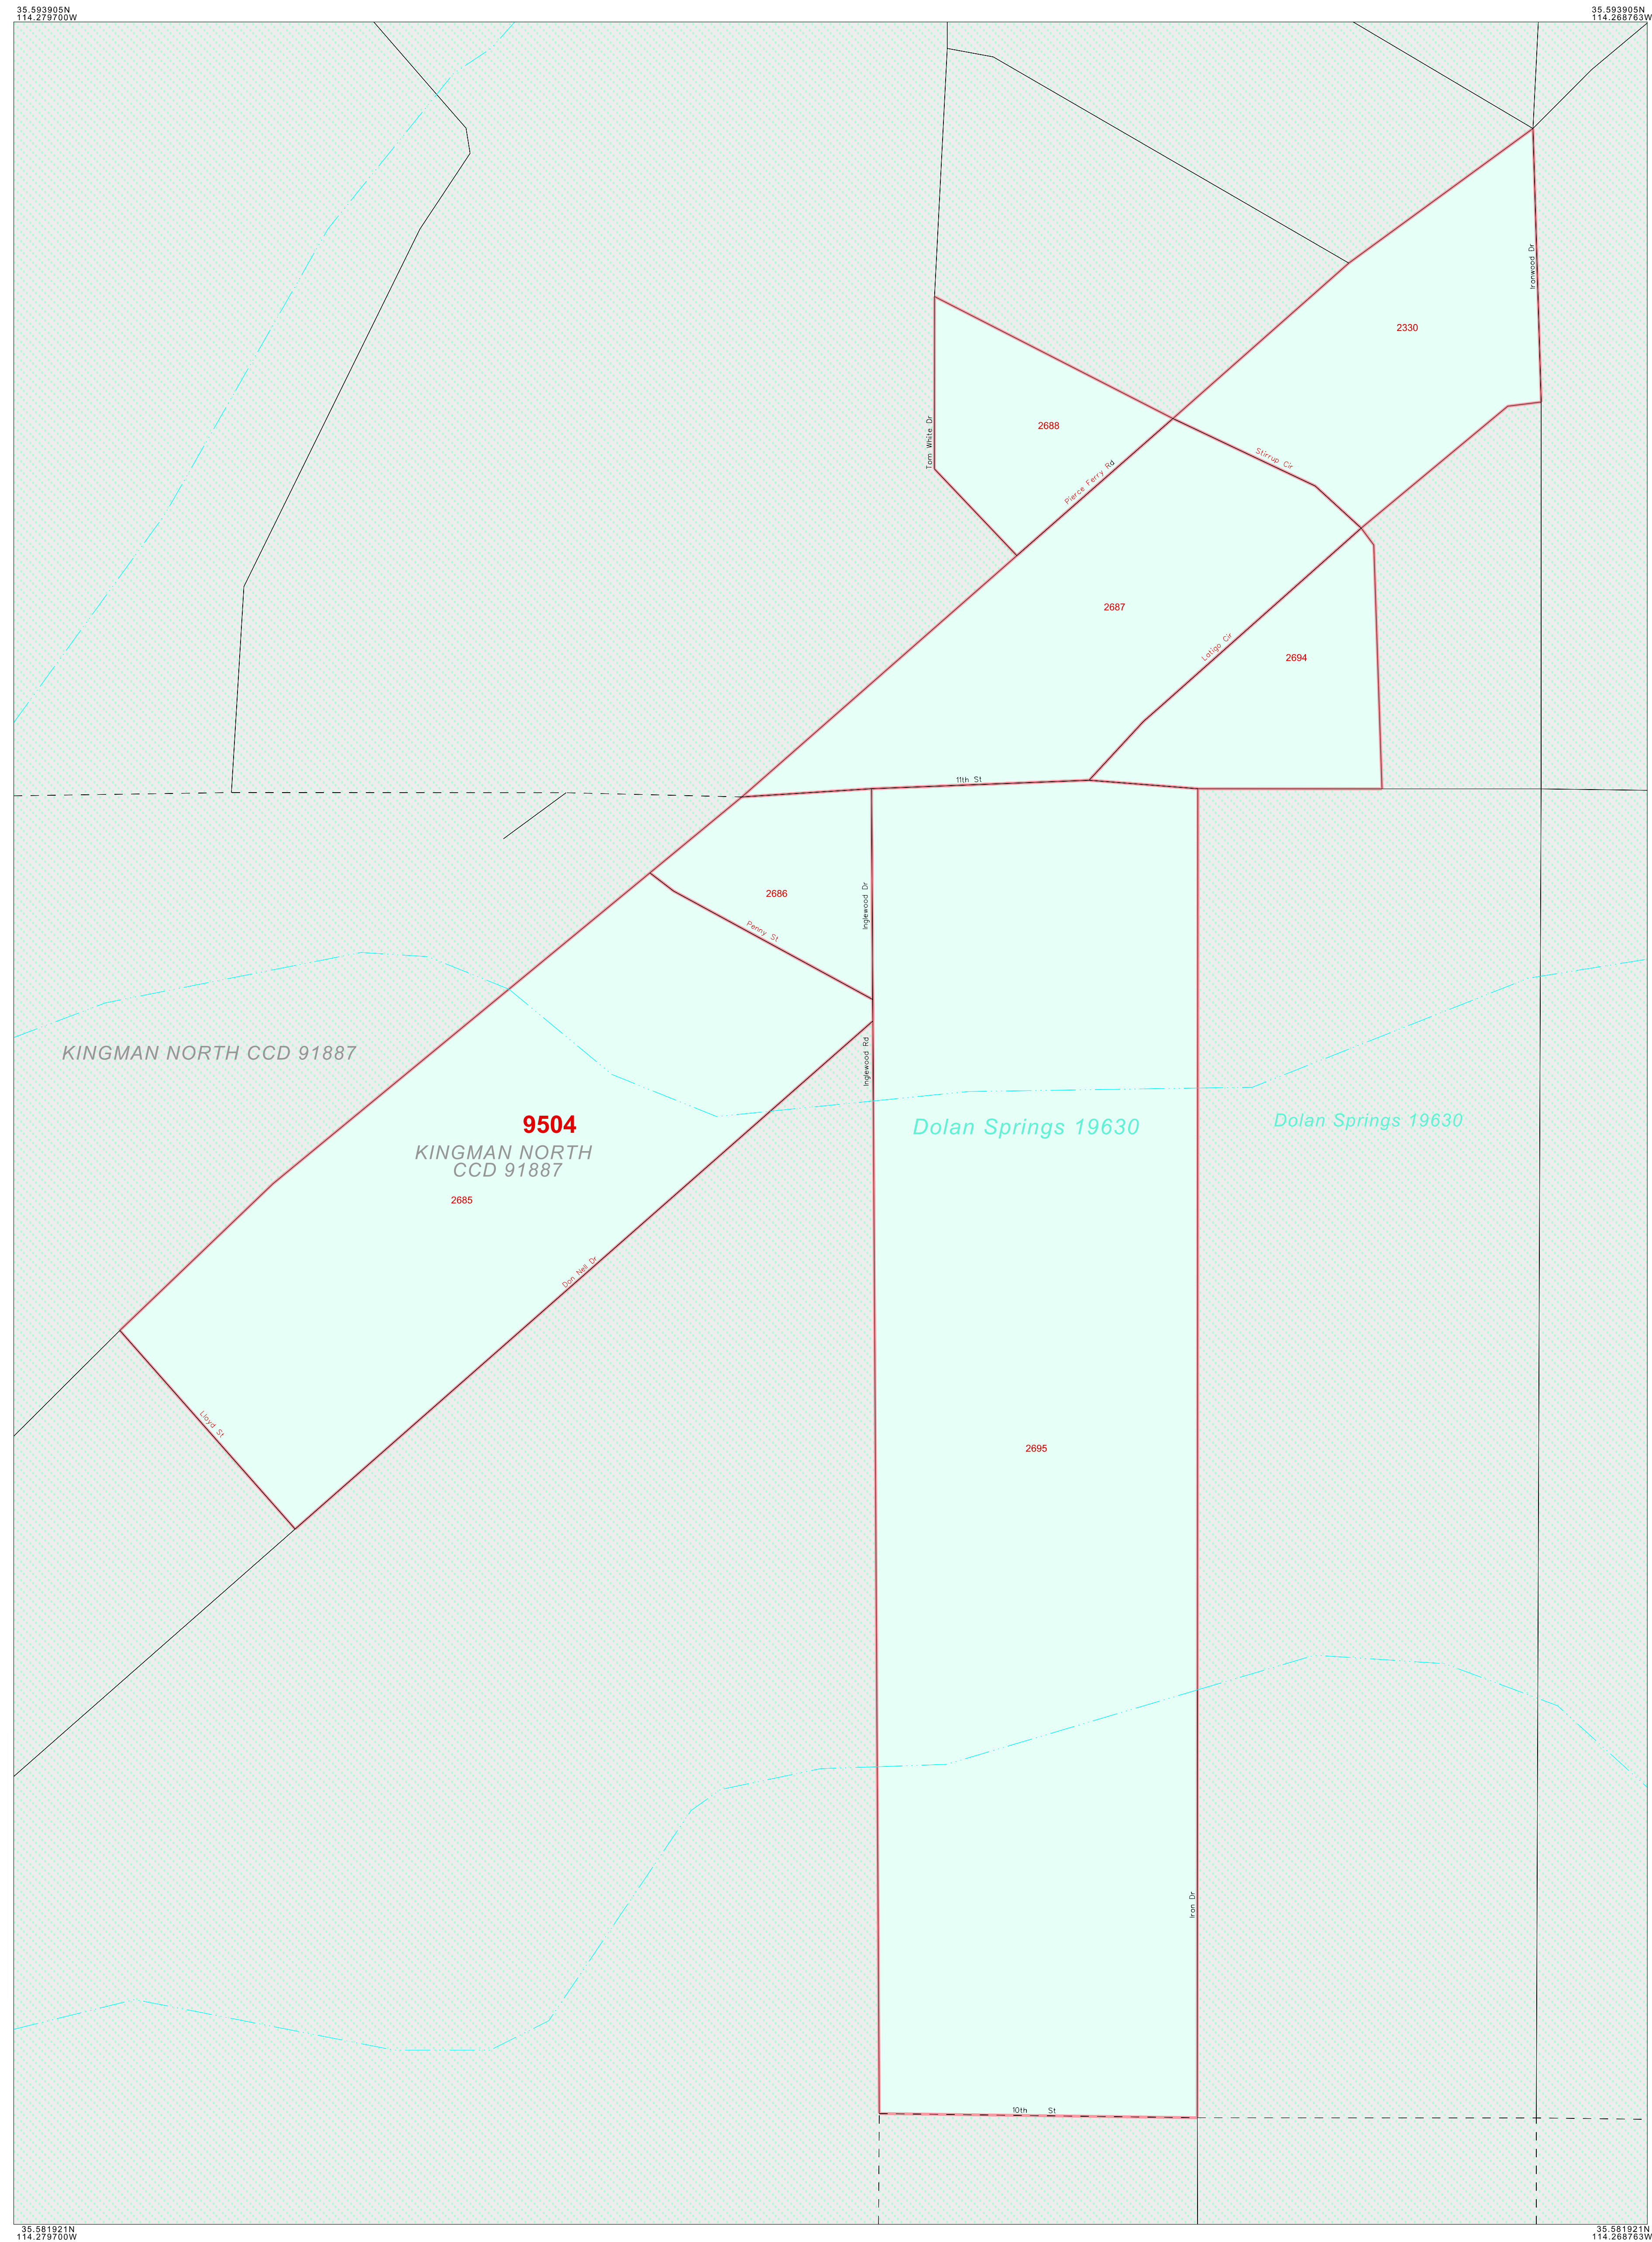 35.593905N
114.279700W
35.593905N
114.268763W
Ironwood Dr
2330
Tom White Dr
2688
Stirrup Cir
Pierce Ferry Rd
2687
Latigo Cir
2694
11th St
2686
Inglewood Dr
Penny St
KINGMAN NORTH CCD 91887
Inglewood Rd
9504
KINGMAN NORTH
CCD 91887
Dolan Springs 19630
Dolan Springs 19630
2685
Don Nell Dr
Lloyd St
2695
Iron Dr
10th St
35.581921N
114.279700W
35.581921N
114.268763W